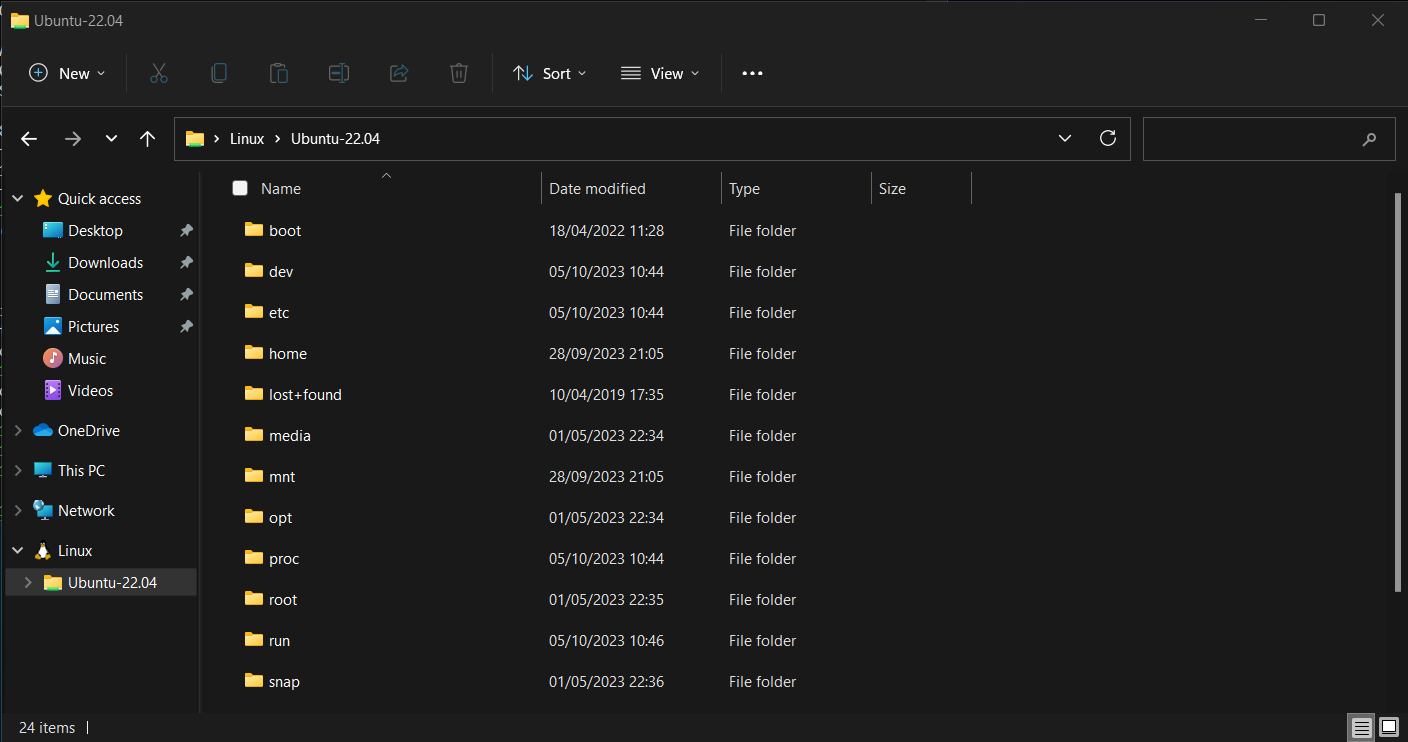 Ubuntu-22.04
New Sort View
Linux Ubuntu-22.04
Name Date modified Type Size
Quick access
Desktop
Downloads
Documents
Pictures
Music
Videos
OneDrive
This PC
Network
Linux
Ubuntu-22.04
boot 18/04/2022 11:28 File folder
dev 05/10/2023 10:44 File folder
etc 05/10/2023 10:44 File folder
home 28/09/2023 21:05 File folder
lost+found 10/04/2019 17:35 File folder
media 01/05/2023 22:34 File folder
mnt 28/09/2023 21:05 File folder
opt 01/05/2023 22:34 File folder
proc 05/10/2023 10:44 File folder
root 01/05/2023 22:35 File folder
run 05/10/2023 10:46 File folder
snap 01/05/2023 22:36 File folder
24 items